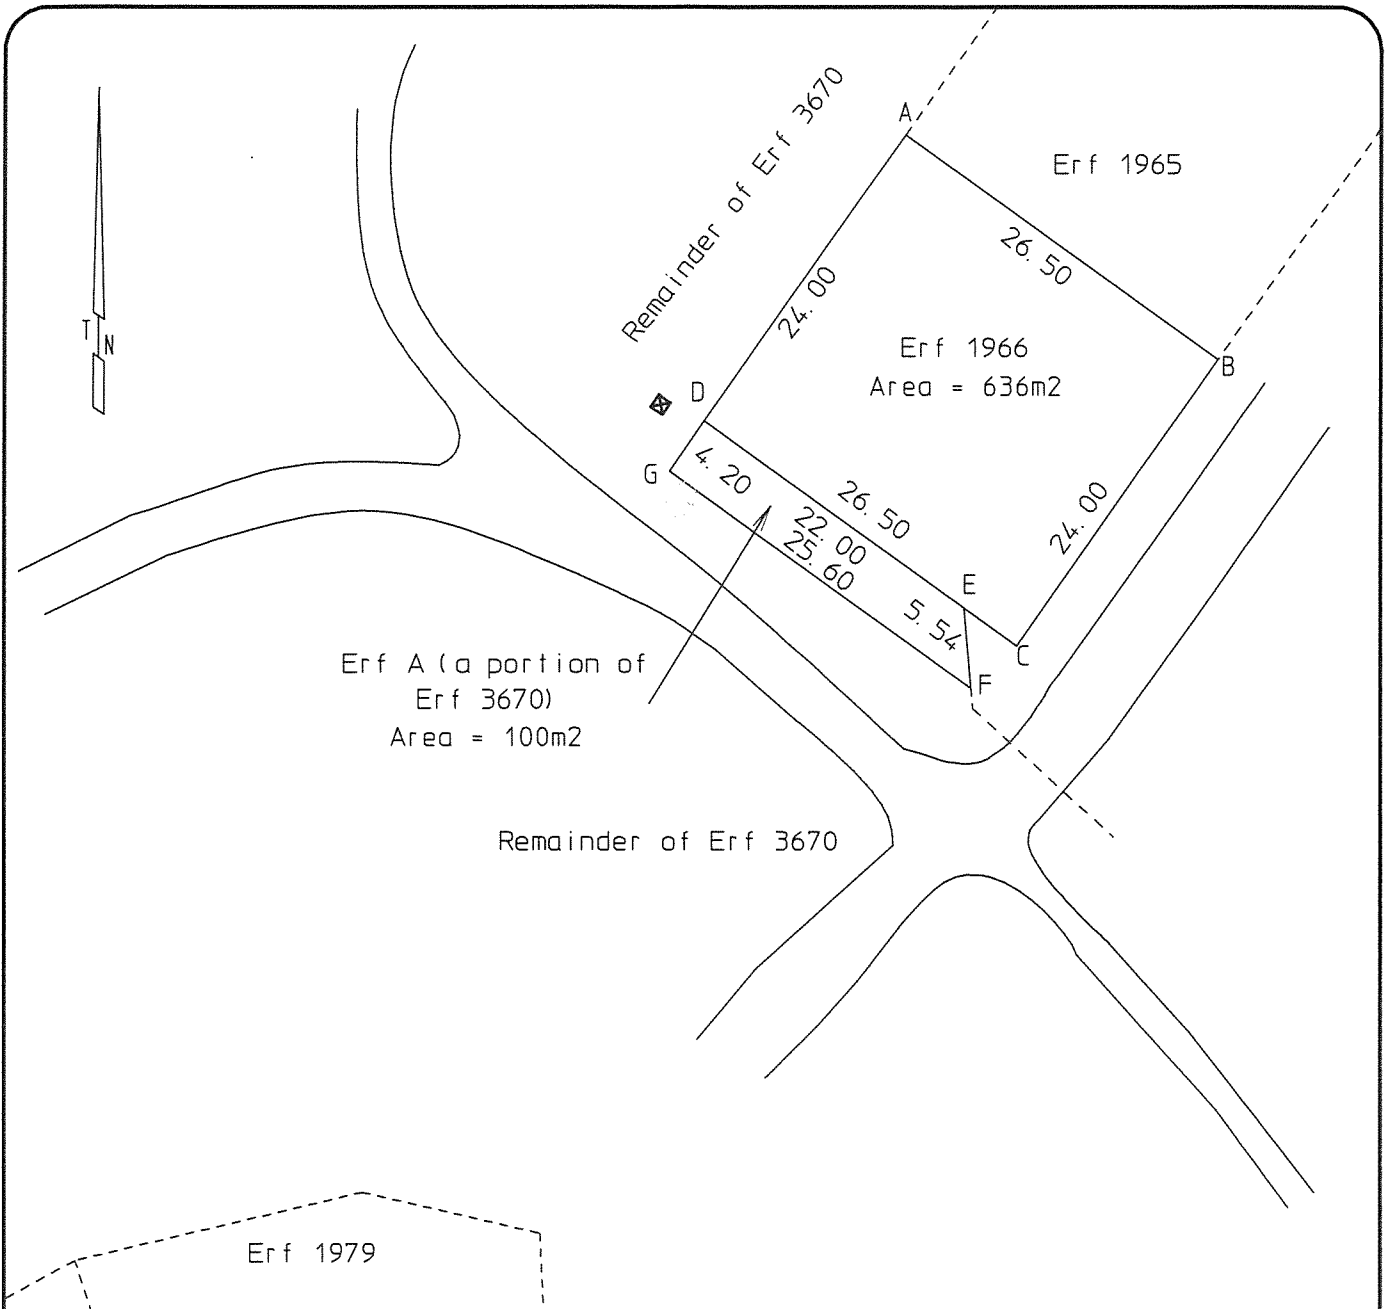 A
Remainder of Erf 3670
Erf 1965
26.50
24.00
T N
Erf 1966
Area = 636m2
B
D
G
4.20
26.50
22.00
25.60
24.00
E
5.54
C
F
Erf A (a portion of
Erf 3670)
Area = 100m2
Remainder of Erf 3670
Erf 1979